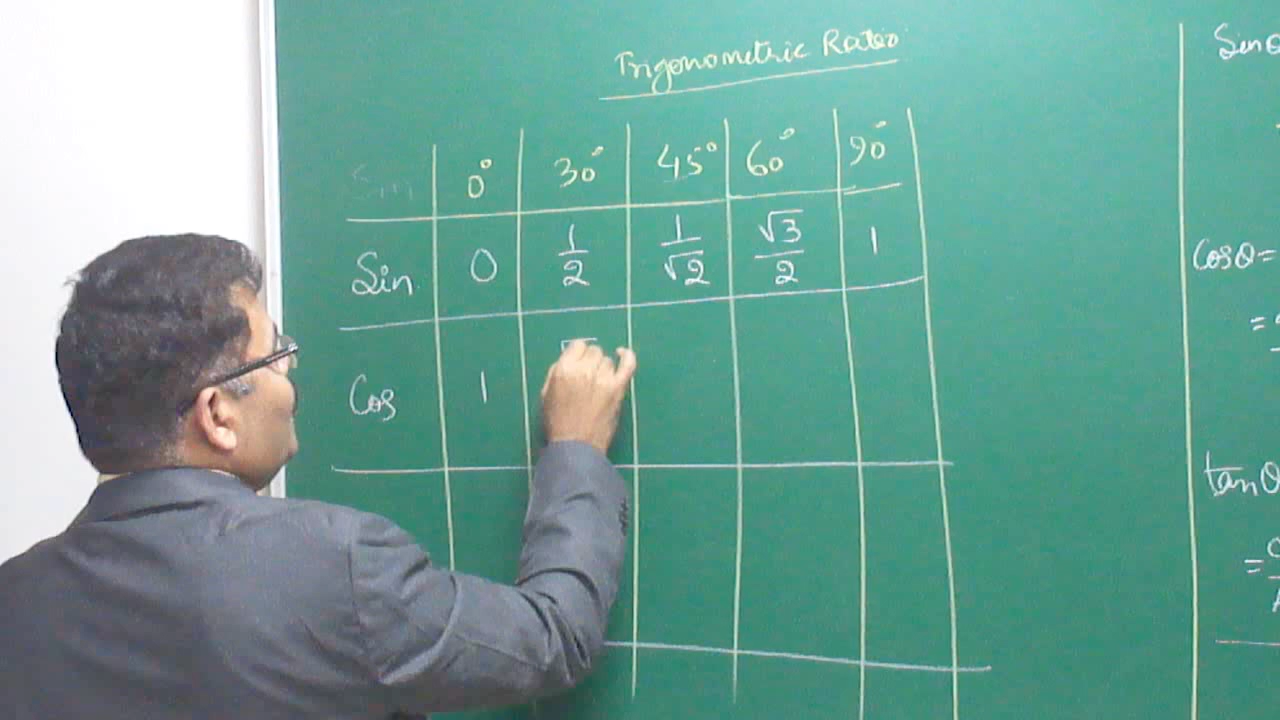 Trigonometric Ratio
Sin 0° 30° 45° 60° 90°
Sin 0 1/2 1/√2 √3/2 1
Cos 1
Sinθ
Cosθ=
=
tanθ
=